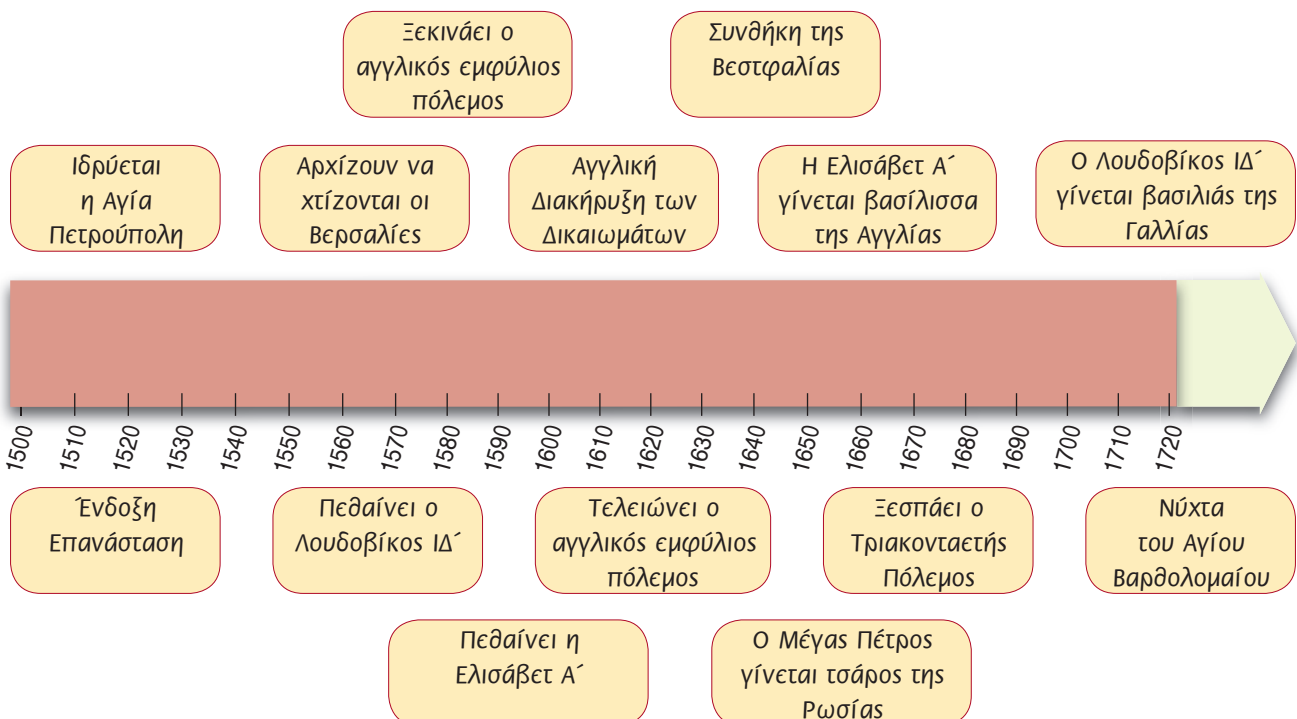 Ξεκινάει ο
αγγλικός εμφύλιος
πόλεμος
Συνθήκη της
Βεστφαλίας
Ιδρύεται
η Αγία
Πετρούπολη
Αρχίζουν να
χτίζονται οι
Βερσαλίες
Αγγλική
Διακήρυξη των
Δικαιωμάτων
Η Ελισάβετ Α΄
γίνεται βασίλισσα
της Αγγλίας
Ο Λουδοβίκος ΙΔ΄
γίνεται βασιλιάς της
Γαλλίας
1500
1510
1520
1530
1540
1550
1560
1570
1580
1590
1600
1610
1620
1630
1640
1650
1660
1670
1680
1690
1700
1710
1720
Ένδοξη
Επανάσταση
Πεθαίνει ο
Λουδοβίκος ΙΔ΄
Τελειώνει ο
αγγλικός εμφύλιος
πόλεμος
Ξεσπάει ο
Τριακονταετής
Πόλεμος
Νύχτα
του Αγίου
Βαρθολομαίου
Πεθαίνει η
Ελισάβετ Α΄
Ο Μέγας Πέτρος
γίνεται τσάρος της
Ρωσίας